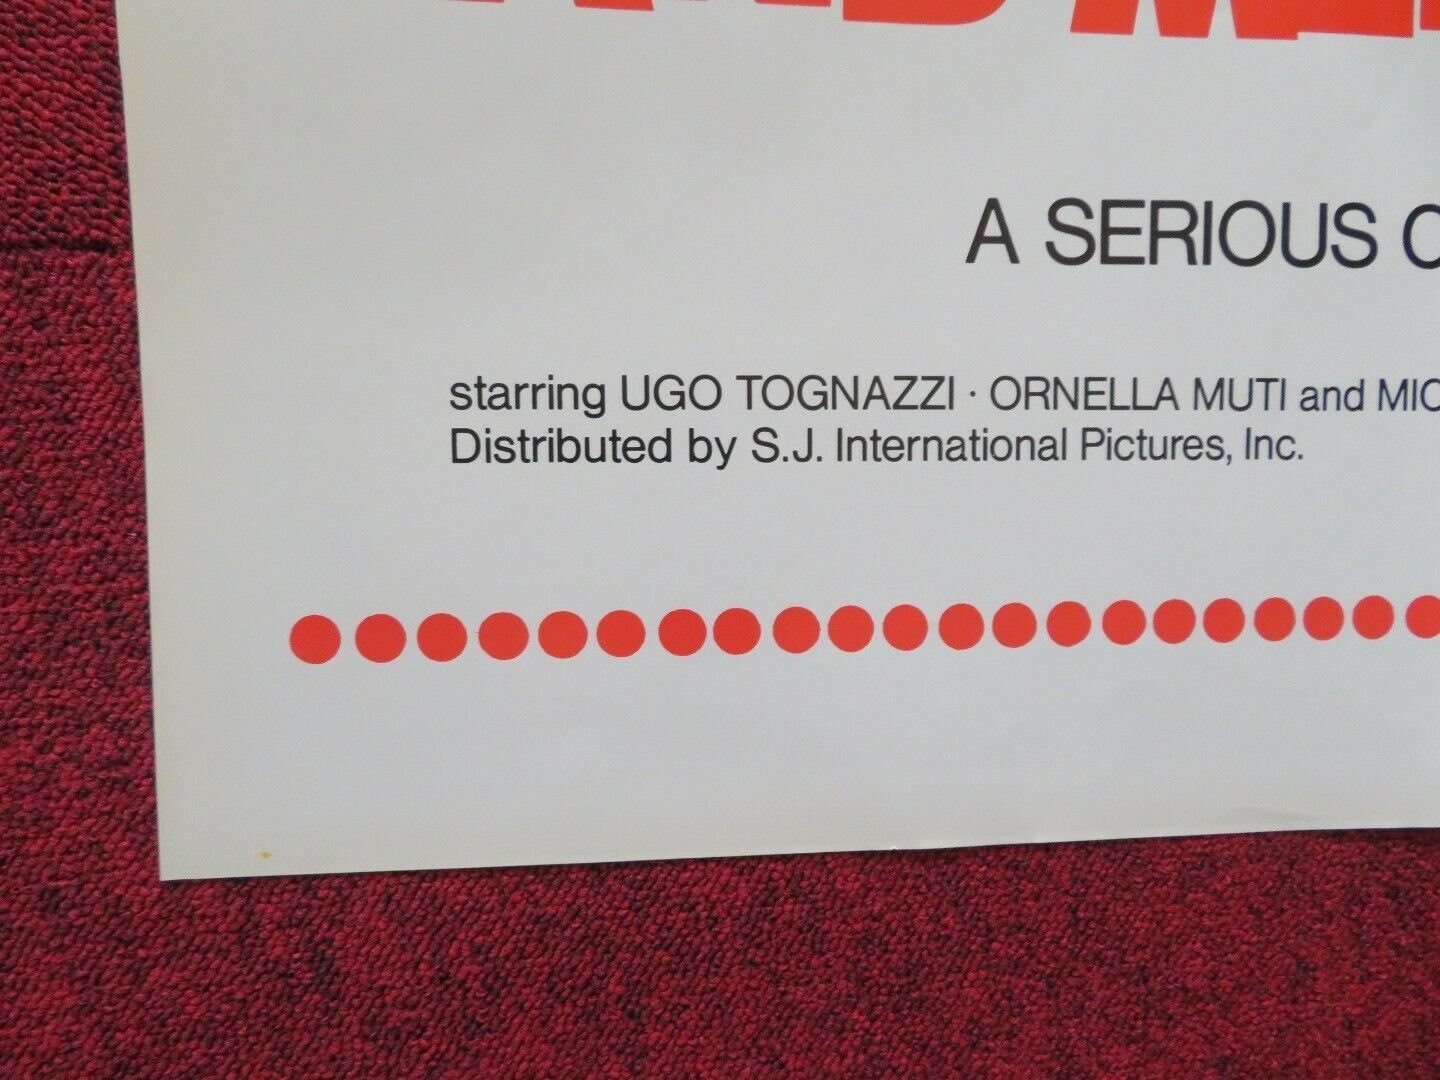 A SERIOUS
starring UGO TOGNAZZI · ORNELLA MUTI and
Distributed by S.J. International Pictures, Inc.